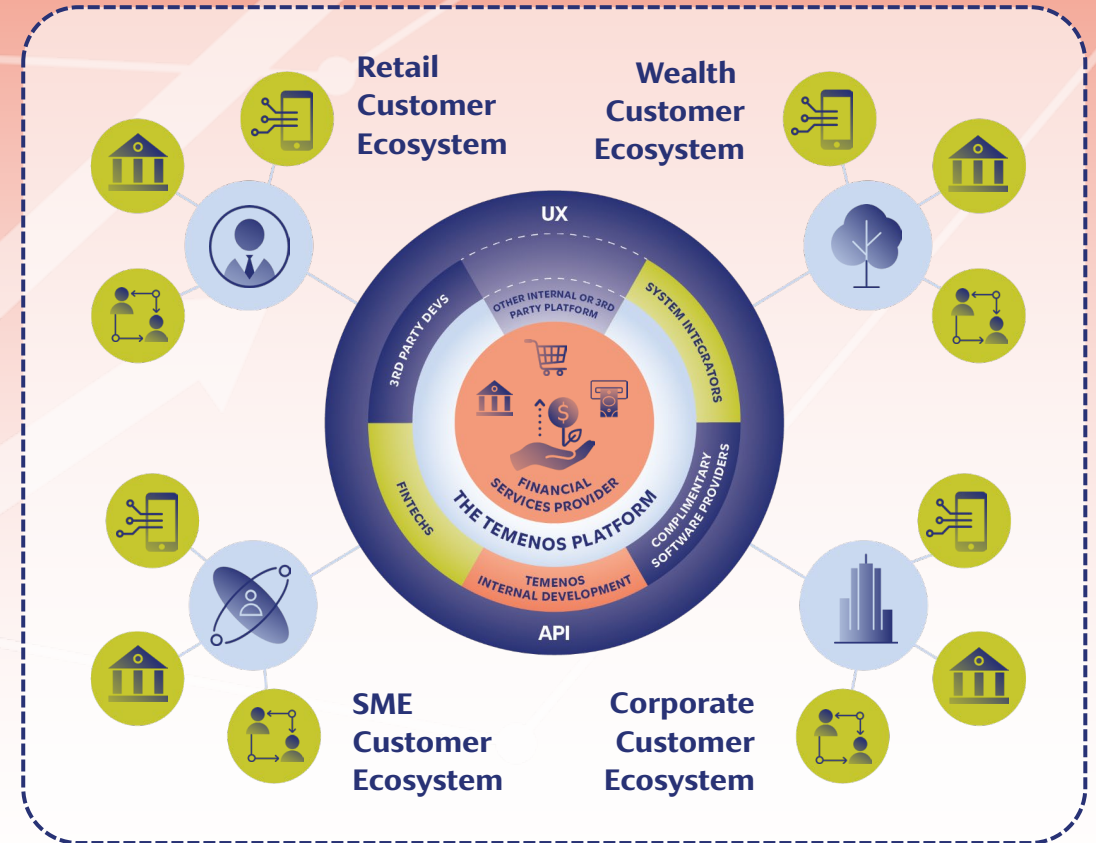 Retail
Customer
Ecosystem
Wealth
Customer
Ecosystem
UX
3RD PARTY DEVS
OTHER INTERNAL OR 3RD
PARTY PLATFORM
SYSTEM INTEGRATORS
$
FINANCIAL
SERVICES PROVIDER
THE TEMENOS PLATFORM
FINTECHS
COMPLIMENTARY
SOFTWARE PROVIDERS
TEMENOS
INTERNAL DEVELOPMENT
API
SME
Customer
Ecosystem
Corporate
Customer
Ecosystem